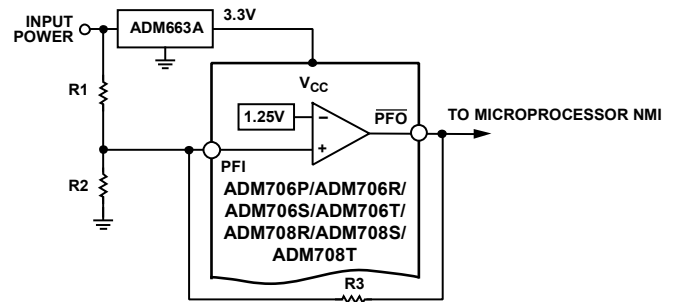 INPUT
POWER
ADM663A
3.3V
R1
VCC
1.25V
−
+
PFO
TO MICROPROCESSOR NMI
PFI
R2
ADM706P/ADM706R/
ADM706S/ADM706T/
ADM708R/ADM708S/
ADM708T
R3